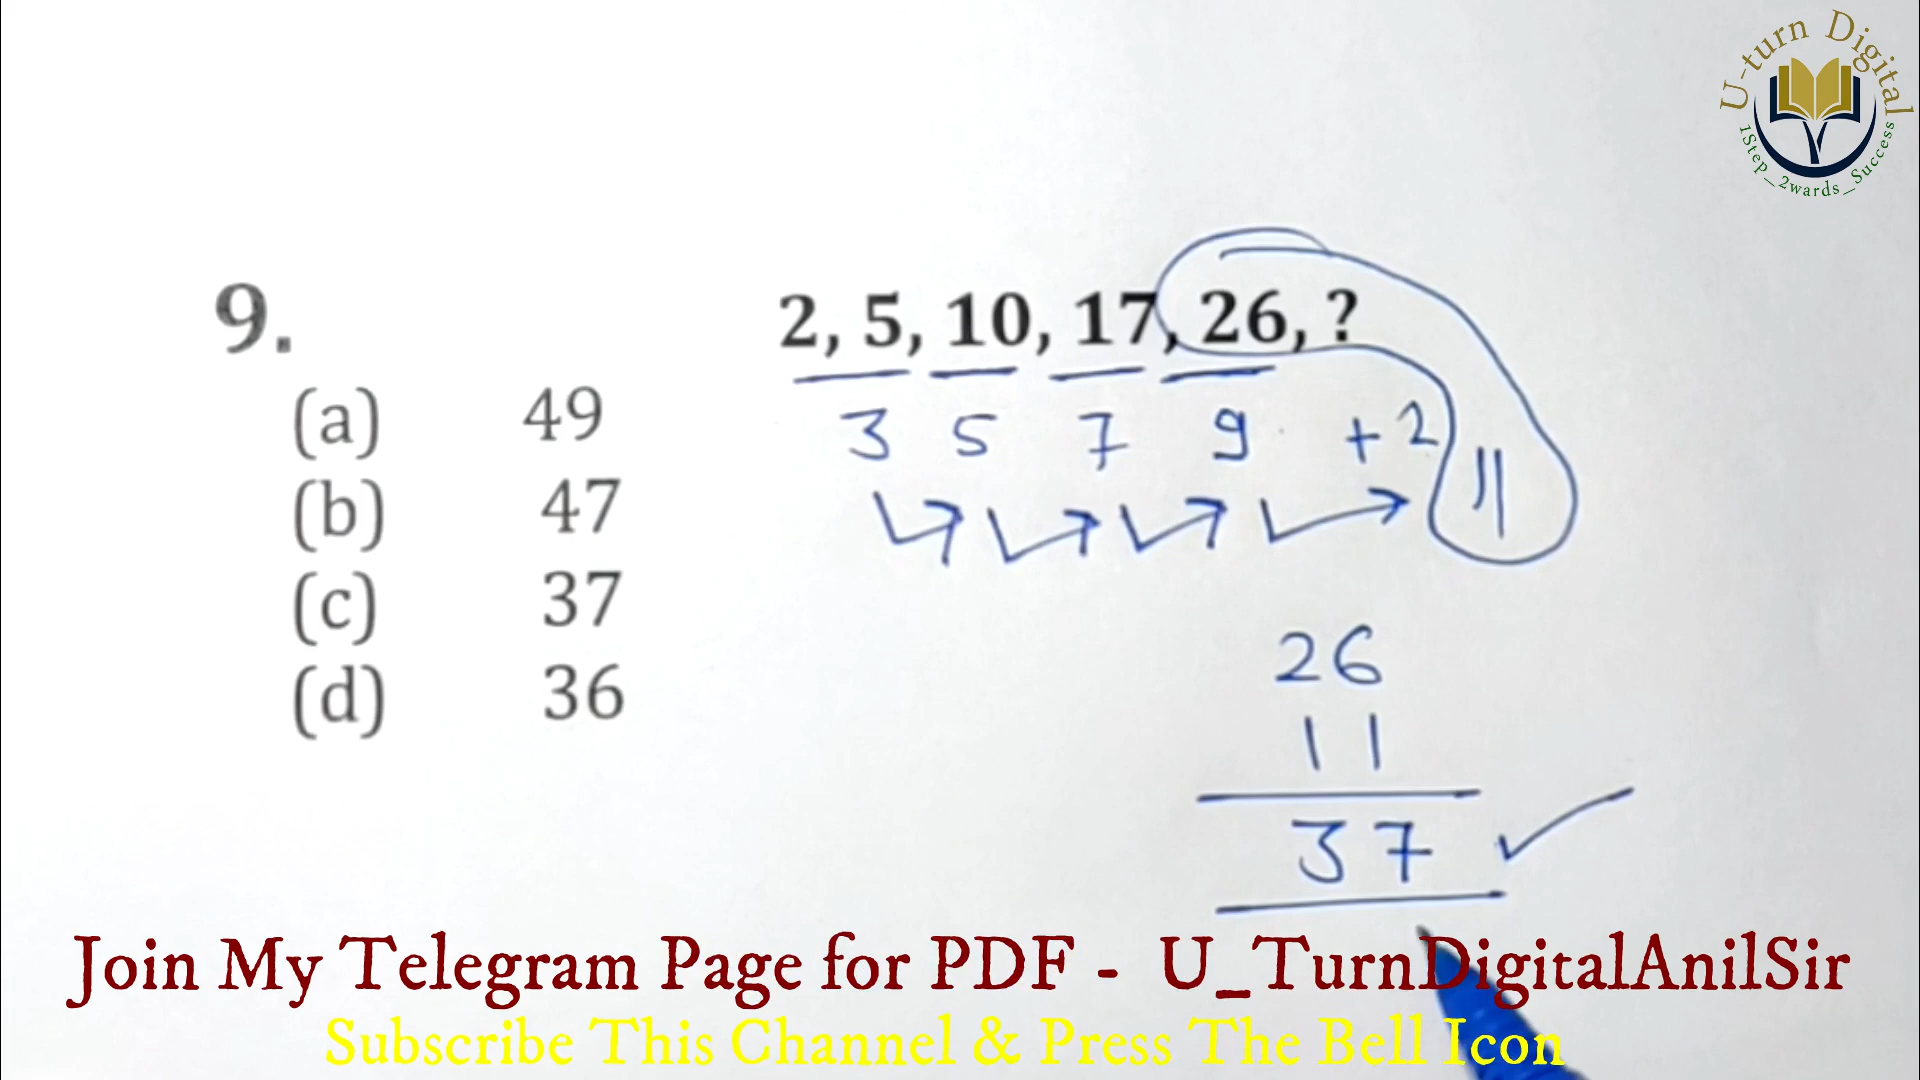 U-turn Digital
1Step_2wards_Success
9. 2, 5, 10, 17, 26, ?
(a) 49
3 5 7 9 +2 11
(b) 47
(c) 37
(d) 36
26
11
37
Join My Telegram Page for PDF - U_TurnDigitalAnilSir
Subscribe This Channel & Press The Bell Icon